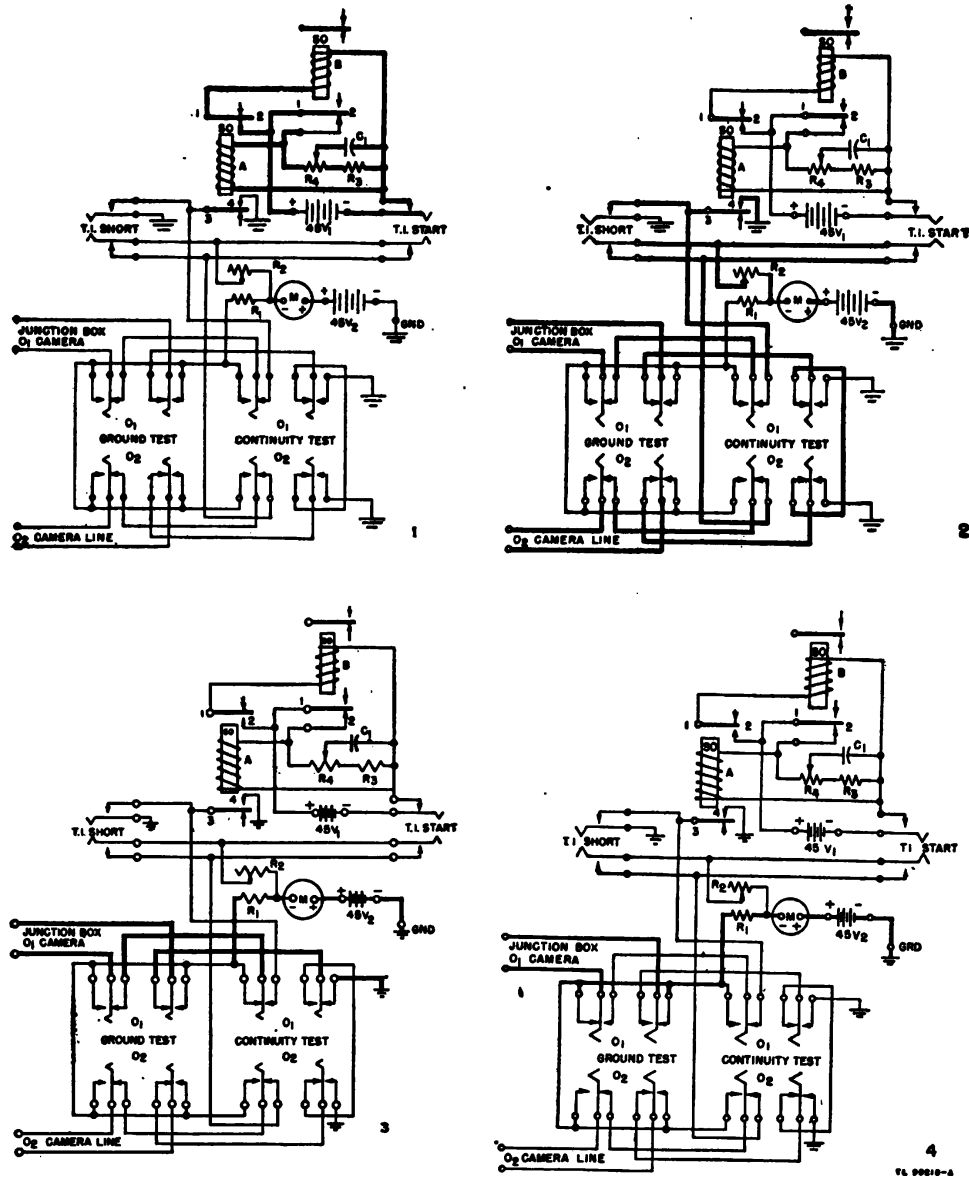 SO
B
1
2
1
2
SO
A
C1
R4
R3
3
4
+
45V1
-
T.I. SHORT
T.I. START
R2
R1
M
- +
+
45V2
-
GND
JUNCTION BOX
O1 CAMERA
O1
GROUND TEST
O2
O1
CONTINUITY TEST
O2
O2 CAMERA LINE
1
SO
B
1
2
1
2
SO
A
C1
R4
R3
3
4
+
45V1
-
T.I. SHORT
T.I. START
R2
R1
M
- +
+
45V2
-
GND
JUNCTION BOX
O1 CAMERA
O1
GROUND TEST
O2
O1
CONTINUITY TEST
O2
O2 CAMERA LINE
2
SO
B
1
2
1
2
SO
A
C1
R4
R3
3
4
+
45V1
-
T.I. SHORT
T.I. START
R2
R1
M
- +
+
45V2
-
GND
JUNCTION BOX
O1 CAMERA
O1
GROUND TEST
O2
O1
CONTINUITY TEST
O2
O2 CAMERA LINE
3
SO
B
1
2
1
2
SO
A
C1
R4
R3
3
4
+
45 V1
-
T.I. SHORT
T.I START
R2
R1
M
- +
+
45V2
-
GRD
JUNCTION BOX
O1 CAMERA
O1
GROUND TEST
O2
O1
CONTINUITY TEST
O2
O2 CAMERA LINE
4